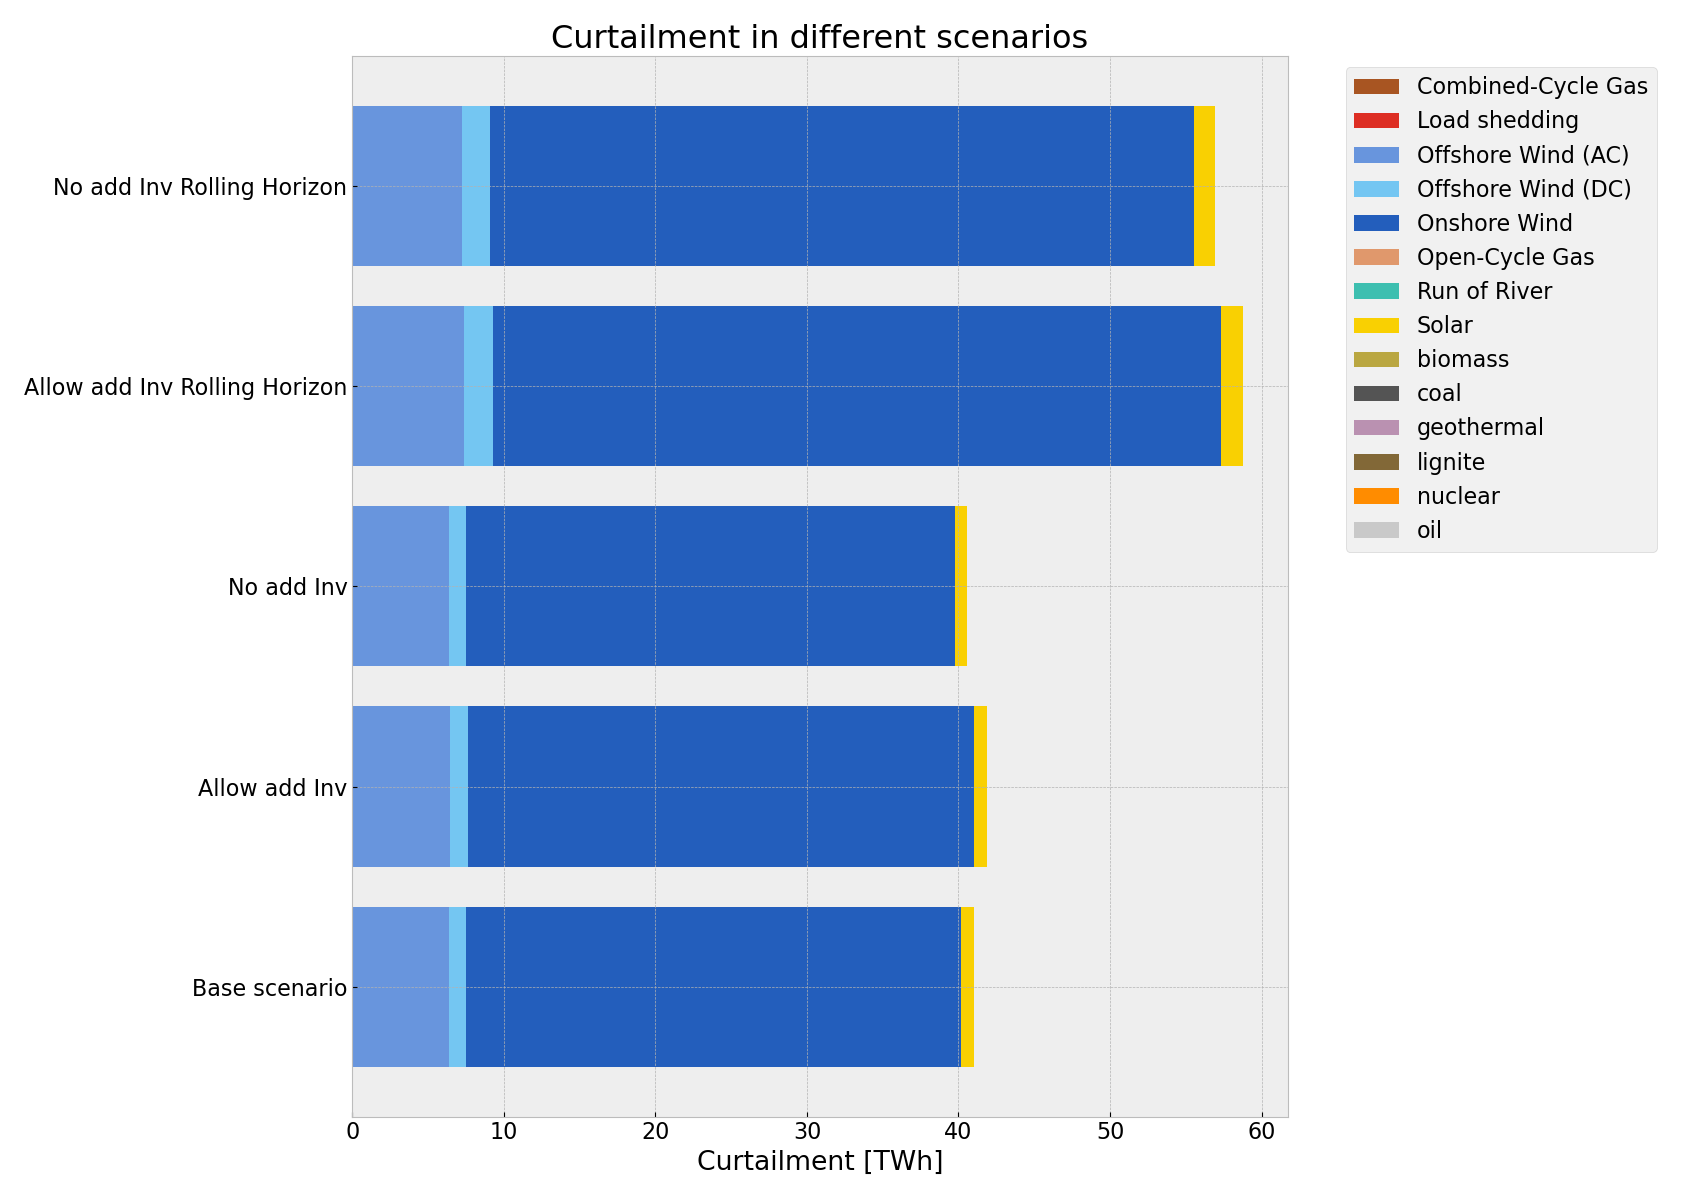 Curtailment in different scenarios
No add Inv Rolling Horizon
Allow add Inv Rolling Horizon
No add Inv
Allow add Inv
Base scenario
0 10 20 30 40 50 60
Curtailment [TWh]
Combined-Cycle Gas
Load shedding
Offshore Wind (AC)
Offshore Wind (DC)
Onshore Wind
Open-Cycle Gas
Run of River
Solar
biomass
coal
geothermal
lignite
nuclear
oil